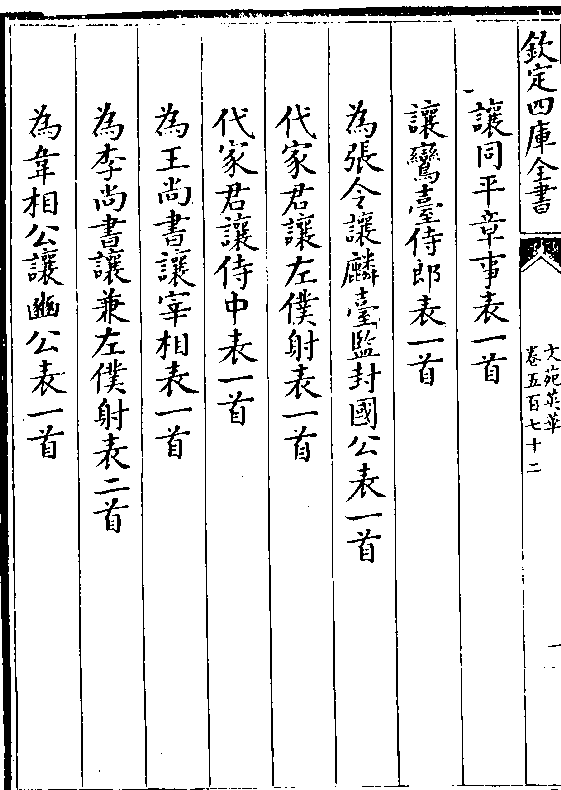 欽定四庫全書
文苑英華
卷五百七十二
一
讓同平章事表一首
讓鸞臺侍郎表一首
為張令讓麟臺監封國公表一首
代家君讓左僕射表一首
代家君讓侍中表一首
為王尚書讓宰相表一首
為李尚書讓兼左僕射表二首
為韋相公讓豳公表一首